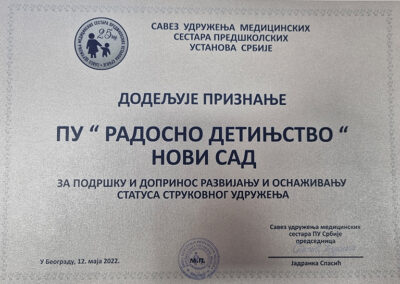 САВЕЗ УДРУЖЕЊА МЕДИЦИНСКИХ
СЕСТАРА ПРЕДШКОЛСКИХ
УСТАНОВА СРБИЈЕ
25
ДОДЕЉУЈЕ ПРИЗНАЊЕ
ПУ “ РАДОСНО ДЕТИЊСТВО “
НОВИ САД
ЗА ПОДРШКУ И ДОПРИНОС РАЗВИЈАЊУ И ОСНАЖИВАЊУ
СТАТУСА СТРУКОВНОГ УДРУЖЕЊА
Савез удружења медицинских
сестара ПУ Србије
председница
Јадранка Спасић
У Београду, 12. маја 2022.
М.П.